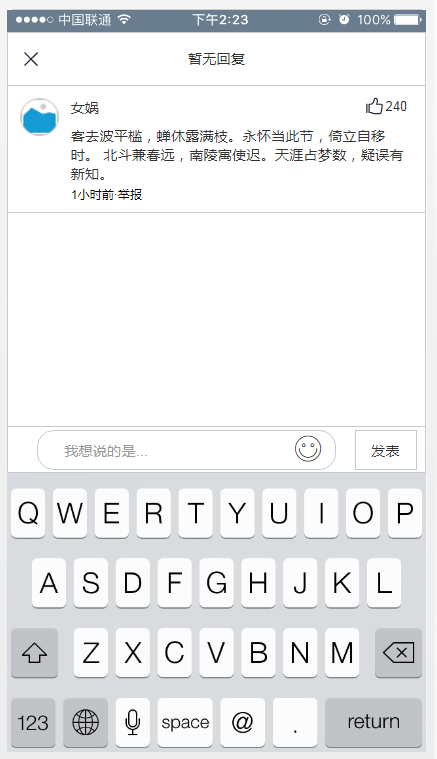 中国联通 下午2:23 100%
暂无回复
女娲 240
客去波平槛，蝉休露满枝。永怀当此节，倚立自移
时。 北斗兼春远，南陵寓使迟。天涯占梦数，疑误有
新知。
1小时前·举报
我想说的是... 发表
Q W E R T Y U I O P
A S D F G H J K L
Z X C V B N M
123 space @ . return